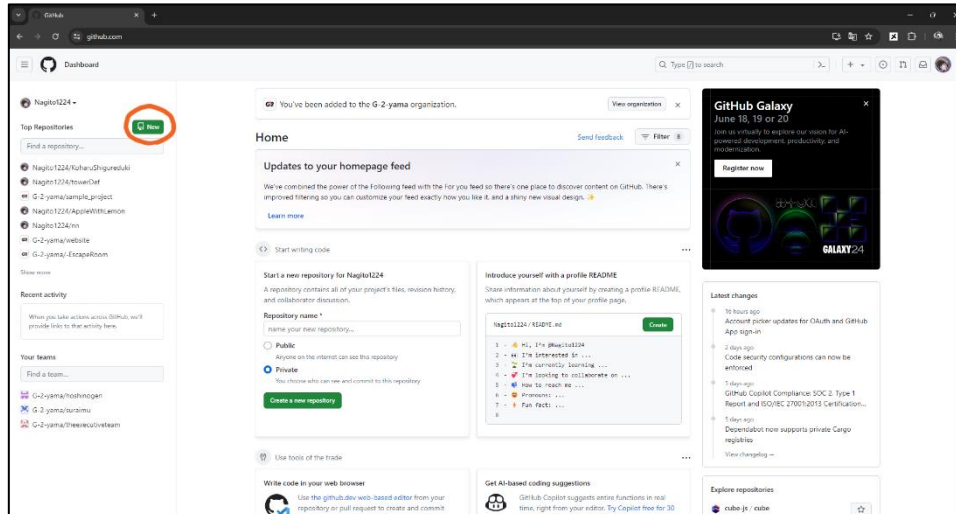 GitHub
github.com
Dashboard
Type / to search
Nagito1224
Top Repositories
New
Find a repository...
Nagito1224/KoharuShigureduki
Nagito1224/towerDef
G-2-yama/sample_project
Nagito1224/AppleWithLemon
Nagito1224/nn
G-2-yama/website
G-2-yama/-EscapeRoom
Show more
Recent activity
When you take actions across GitHub, we'll
provide links to that activity here.
Your teams
Find a team...
G-2-yama/hoshinogen
G-2-yama/suraimu
G-2-yama/theexecutiveteam
You've been added to the G-2-yama organization.
View organization
Home
Send feedback
Filter 8
Updates to your homepage feed
We've combined the power of the Following feed with the For you feed so there's one place to discover content on GitHub. There's
improved filtering so you can customize your feed exactly how you like it, and a shiny new visual design. ✨
Learn more
Start writing code
Start a new repository for Nagito1224
A repository contains all of your project's files, revision history,
and collaborator discussion.
Repository name *
name your new repository...
Public
Anyone on the internet can see this repository
Private
You choose who can see and commit to this repository
Create a new repository
Introduce yourself with a profile README
Share information about yourself by creating a profile README,
which appears at the top of your profile page.
Nagito1224 / README.md
Create
1 - 👋 Hi, I'm @Nagito1224
2 - 👀 I'm interested in ...
3 - 🌱 I'm currently learning ...
4 - 💞️ I'm looking to collaborate on ...
5 - 📫 How to reach me ...
6 - 😄 Pronouns: ...
7 - ⚡ Fun fact: ...
8
Use tools of the trade
Write code in your web browser
Use the github.dev web-based editor from your
repository or pull request to create and commit
Get AI-based coding suggestions
GitHub Copilot suggests entire functions in real
time, right from your editor. Try Copilot free for 30
GitHub Galaxy
June 18, 19 or 20
Join us virtually to explore our vision for AI-
powered development, productivity, and
modernization.
Register now
GALAXY24
Latest changes
16 hours ago
Account picker updates for OAuth and GitHub
App sign-in
2 days ago
Code security configurations can now be
enforced
GitHub Copilot Compliance: SOC 2, Type 1
Report and ISO/IEC 27001:2013 Certification...
5 days ago
Dependabot now supports private Cargo
registries
View changelog →
Explore repositories
cube-js / cube